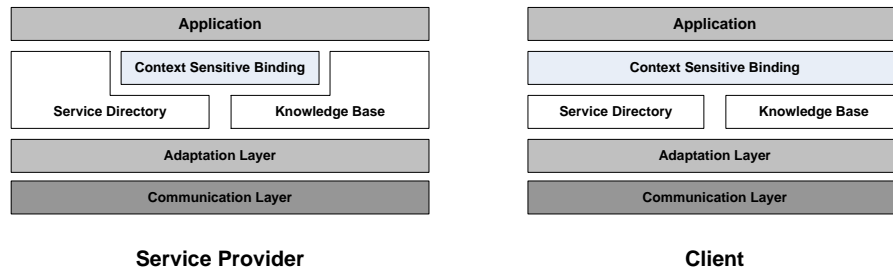 Application
Context Sensitive Binding
Service Directory
Knowledge Base
Adaptation Layer
Communication Layer
Service Provider
Application
Context Sensitive Binding
Service Directory
Knowledge Base
Adaptation Layer
Communication Layer
Client